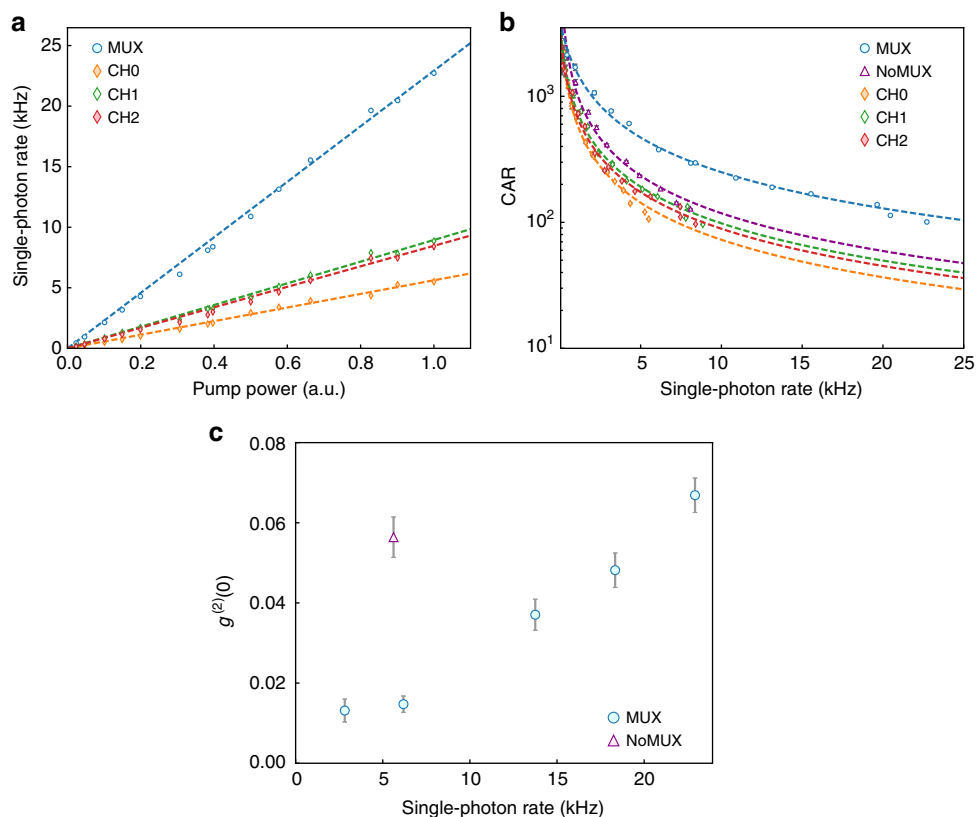 a
Single-photon rate (kHz)
25
20
15
10
5
0
MUX
CH0
CH1
CH2
0.0 0.2 0.4 0.6 0.8 1.0
Pump power (a.u.)
b
CAR
10³
10²
10¹
MUX
NoMUX
CH0
CH1
CH2
0 5 10 15 20 25
Single-photon rate (kHz)
c
g⁽²⁾(0)
0.08
0.06
0.04
0.02
0.00
MUX
NoMUX
0 5 10 15 20
Single-photon rate (kHz)